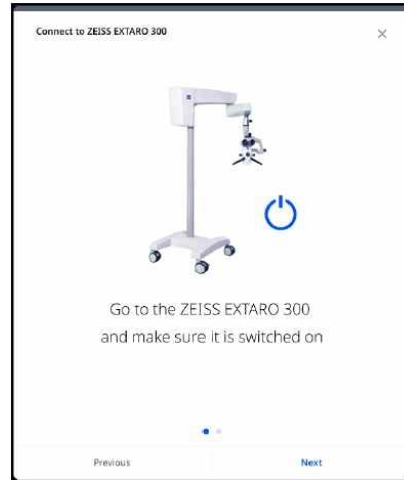 Connect to ZEISS EXTARO 300
Go to the ZEISS EXTARO 300
and make sure it is switched on
Previous
Next